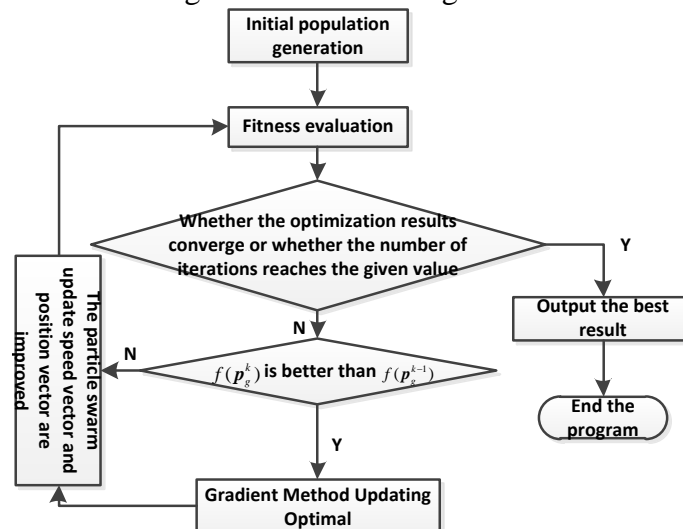 Initial population
generation
Fitness evaluation
Whether the optimization results
converge or whether the number of
iterations reaches the given value
Y
Output the best
result
End the
program
N
f(p_g^k) is better than f(p_g^{k-1})
N
Y
Gradient Method Updating
Optimal
The particle swarm
update speed vector and
position vector are
improved